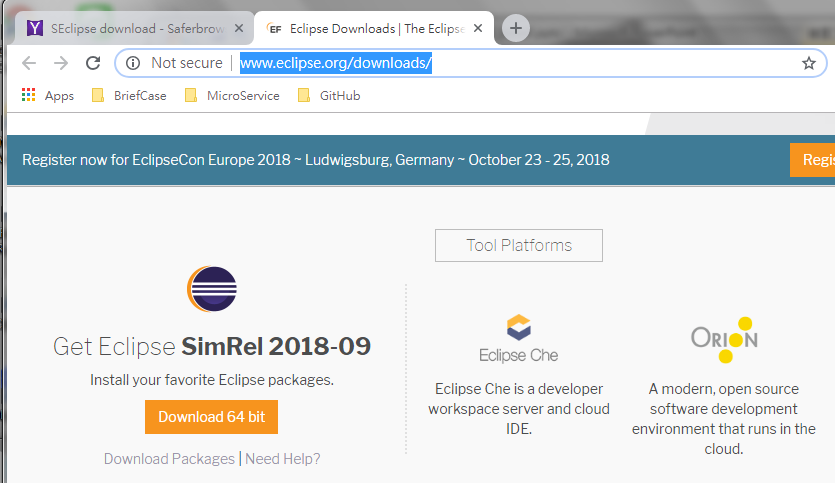 SEclipse download - Saferbrow
EF Eclipse Downloads | The Eclipse
Not secure | www.eclipse.org/downloads/
Apps BriefCase MicroService GitHub
Register now for EclipseCon Europe 2018 ~ Ludwigsburg, Germany ~ October 23 - 25, 2018
Regi
Tool Platforms
Get Eclipse SimRel 2018-09
Install your favorite Eclipse packages.
Download 64 bit
Download Packages | Need Help?
Eclipse Che
Eclipse Che is a developer
workspace server and cloud
IDE.
ORION
A modern, open source
software development
environment that runs in the
cloud.